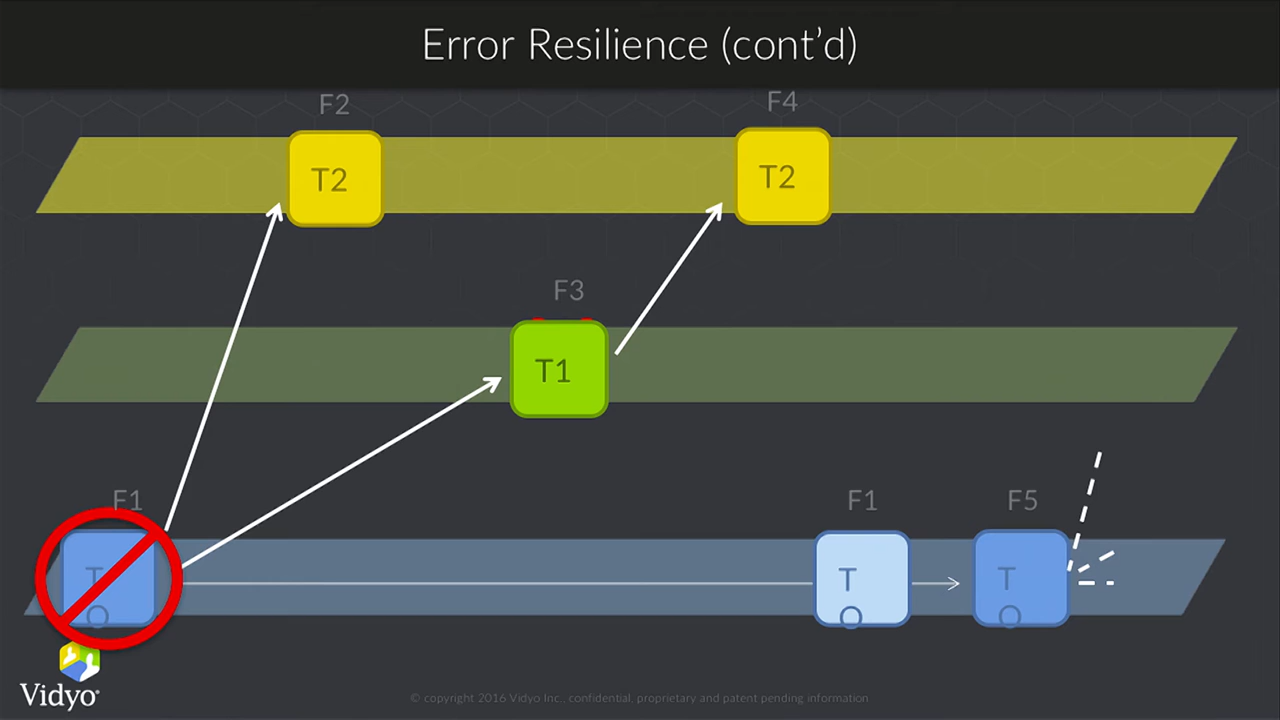 Error Resilience (cont'd)
F2
F4
T2
T2
F3
T1
F1
F1
F5
T
O
T
O
T
O
Vidyo
© copyright 2016 Vidyo Inc., confidential, proprietary and patent pending information